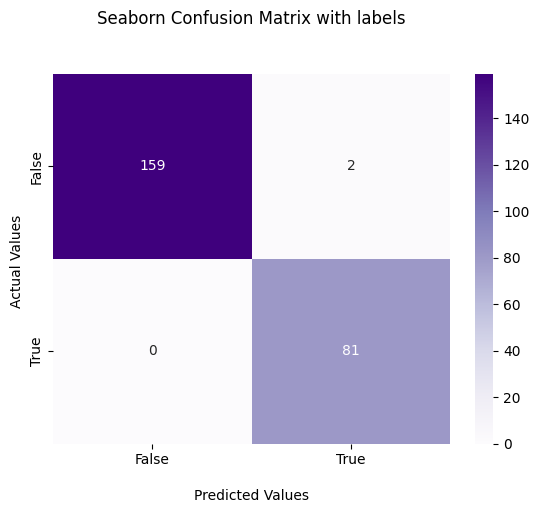 Seaborn Confusion Matrix with labels
Actual Values
False
True
159
2
0
81
False
True
Predicted Values
140
120
100
80
60
40
20
0